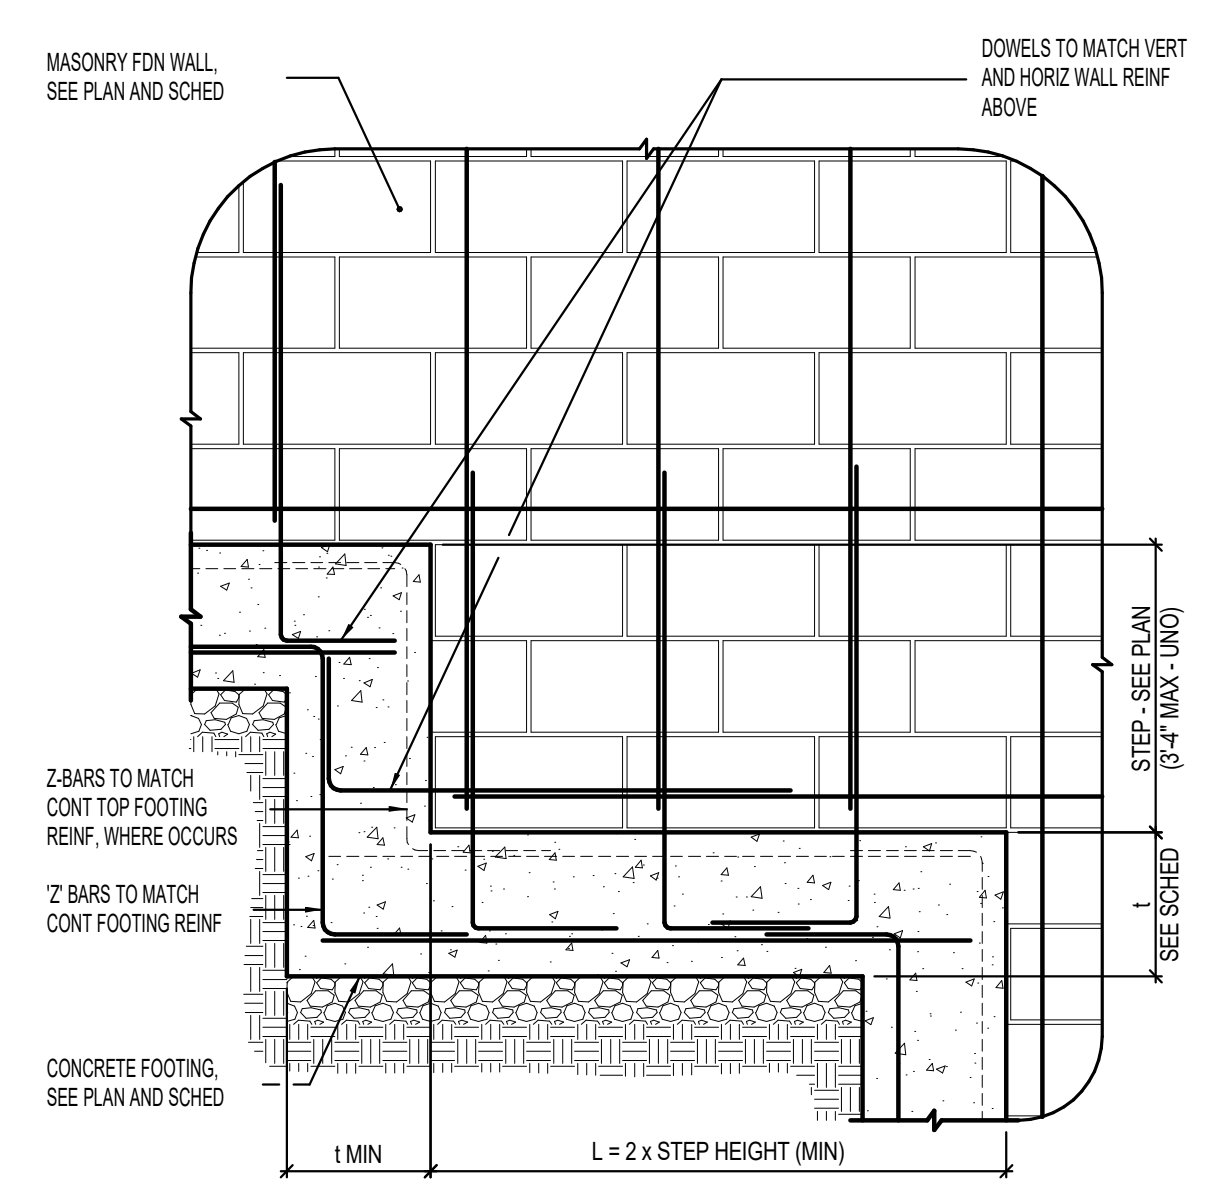 MASONRY FDN WALL,
SEE PLAN AND SCHED
DOWELS TO MATCH VERT
AND HORIZ WALL REINF
ABOVE
STEP - SEE PLAN
(3'-4" MAX - UNO)
Z-BARS TO MATCH
CONT TOP FOOTING
REINF, WHERE OCCURS
'Z' BARS TO MATCH
CONT FOOTING REINF
t
SEE SCHED
CONCRETE FOOTING,
SEE PLAN AND SCHED
t MIN
L = 2 x STEP HEIGHT (MIN)